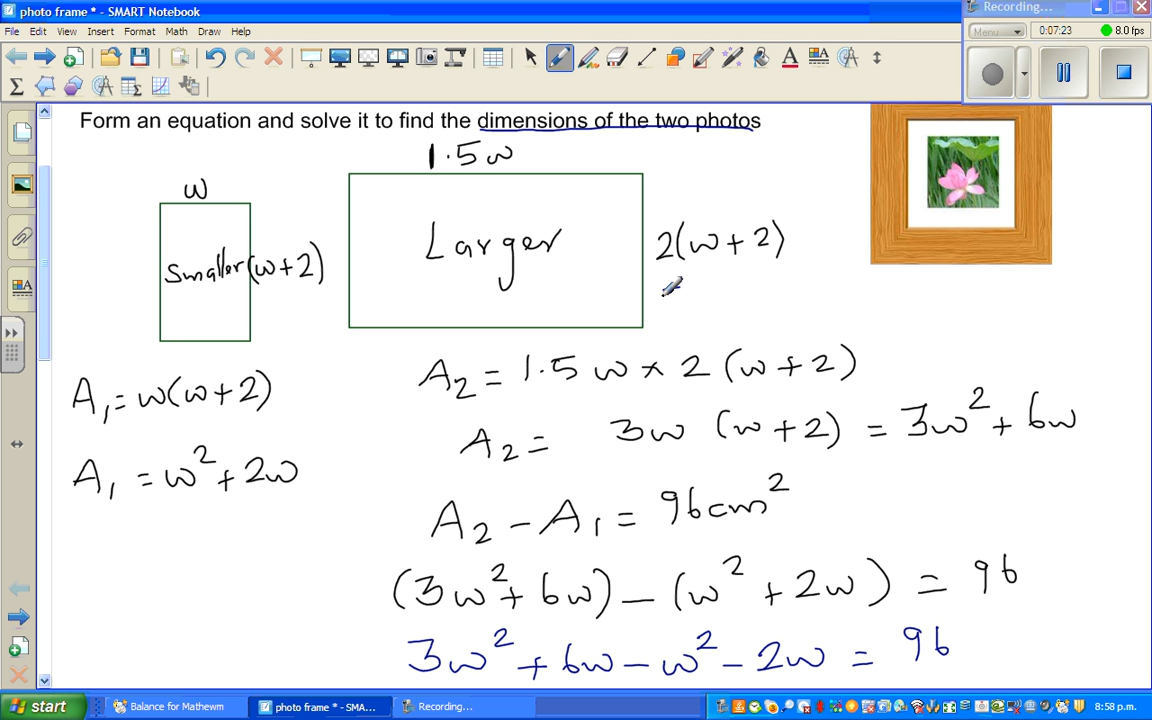 photo frame * - SMART Notebook
Recording...
File Edit View Insert Format Math Draw Help
Menu
0:07:23
8.0 fps
Form an equation and solve it to find the dimensions of the two photos
1.5w
w
Larger
2(w+2)
smaller (w+2)
A₂ = 1.5w × 2 (w+2)
A₁ = w(w+2)
A₂ = 3w (w+2) = 3w² + 6w
A₁ = w² + 2w
A₂ - A₁ = 96cm²
(3w² + 6w) - (w² + 2w) = 96
3w² + 6w - w² - 2w = 96
start
Balance for Mathewm
photo frame * - SMA...
Recording...
8:58 p.m.